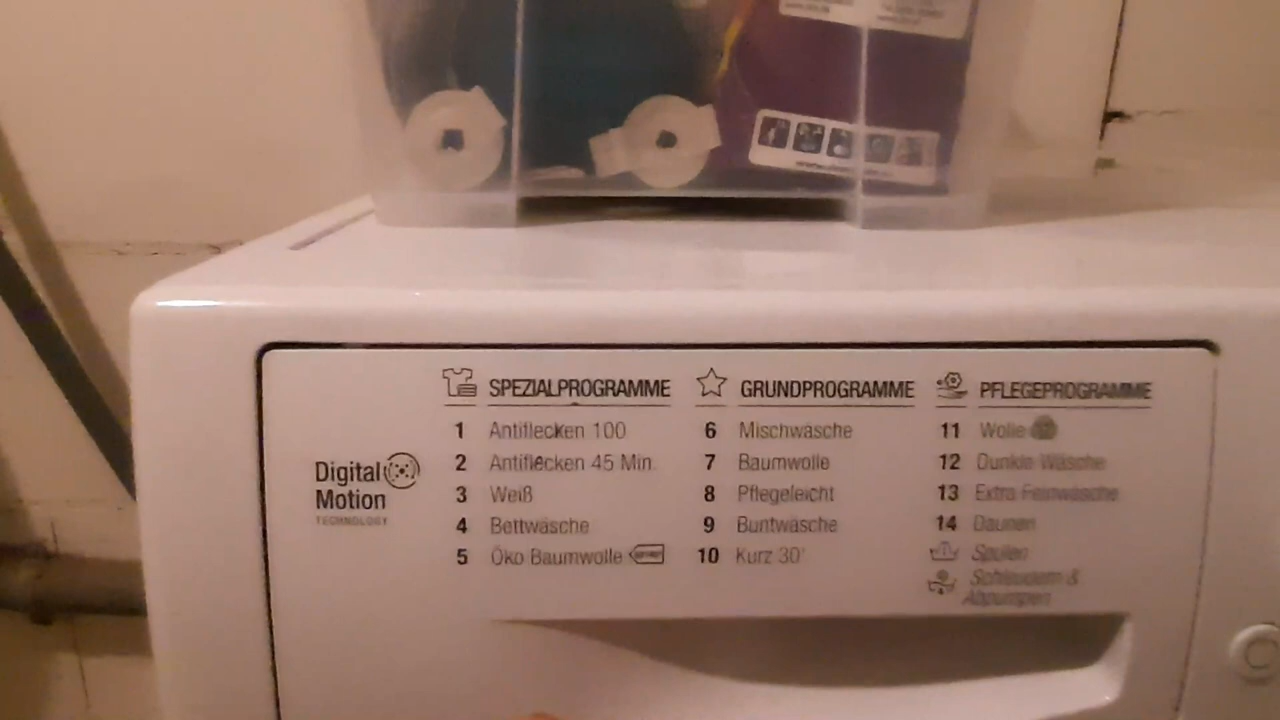 Digital
Motion
TECHNOLOGY
SPEZIALPROGRAMME
1 Antiflecken 100
2 Antiflecken 45 Min.
3 Weiß
4 Bettwäsche
5 Öko Baumwolle
GRUNDPROGRAMME
6 Mischwäsche
7 Baumwolle
8 Pflegeleicht
9 Buntwäsche
10 Kurz 30'
PFLEGEPROGRAMME
11 Wolle
12 Dunkle Wäsche
13 Extra Feinwäsche
14 Daunen
Spülen
Schleudern &
Abpumpen